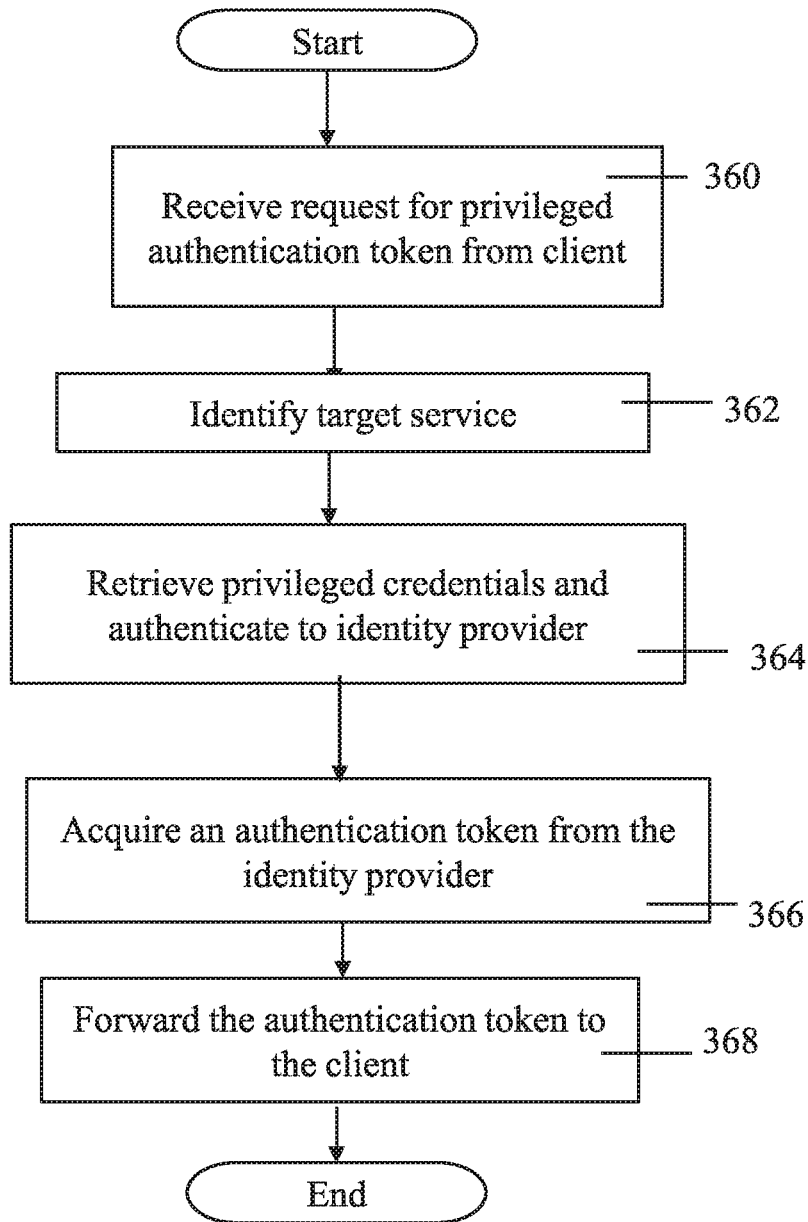 Start
Receive request for privileged
authentication token from client
360
Identify target service
362
Retrieve privileged credentials and
authenticate to identity provider
364
Acquire an authentication token from the
identity provider
366
Forward the authentication token to
the client
368
End